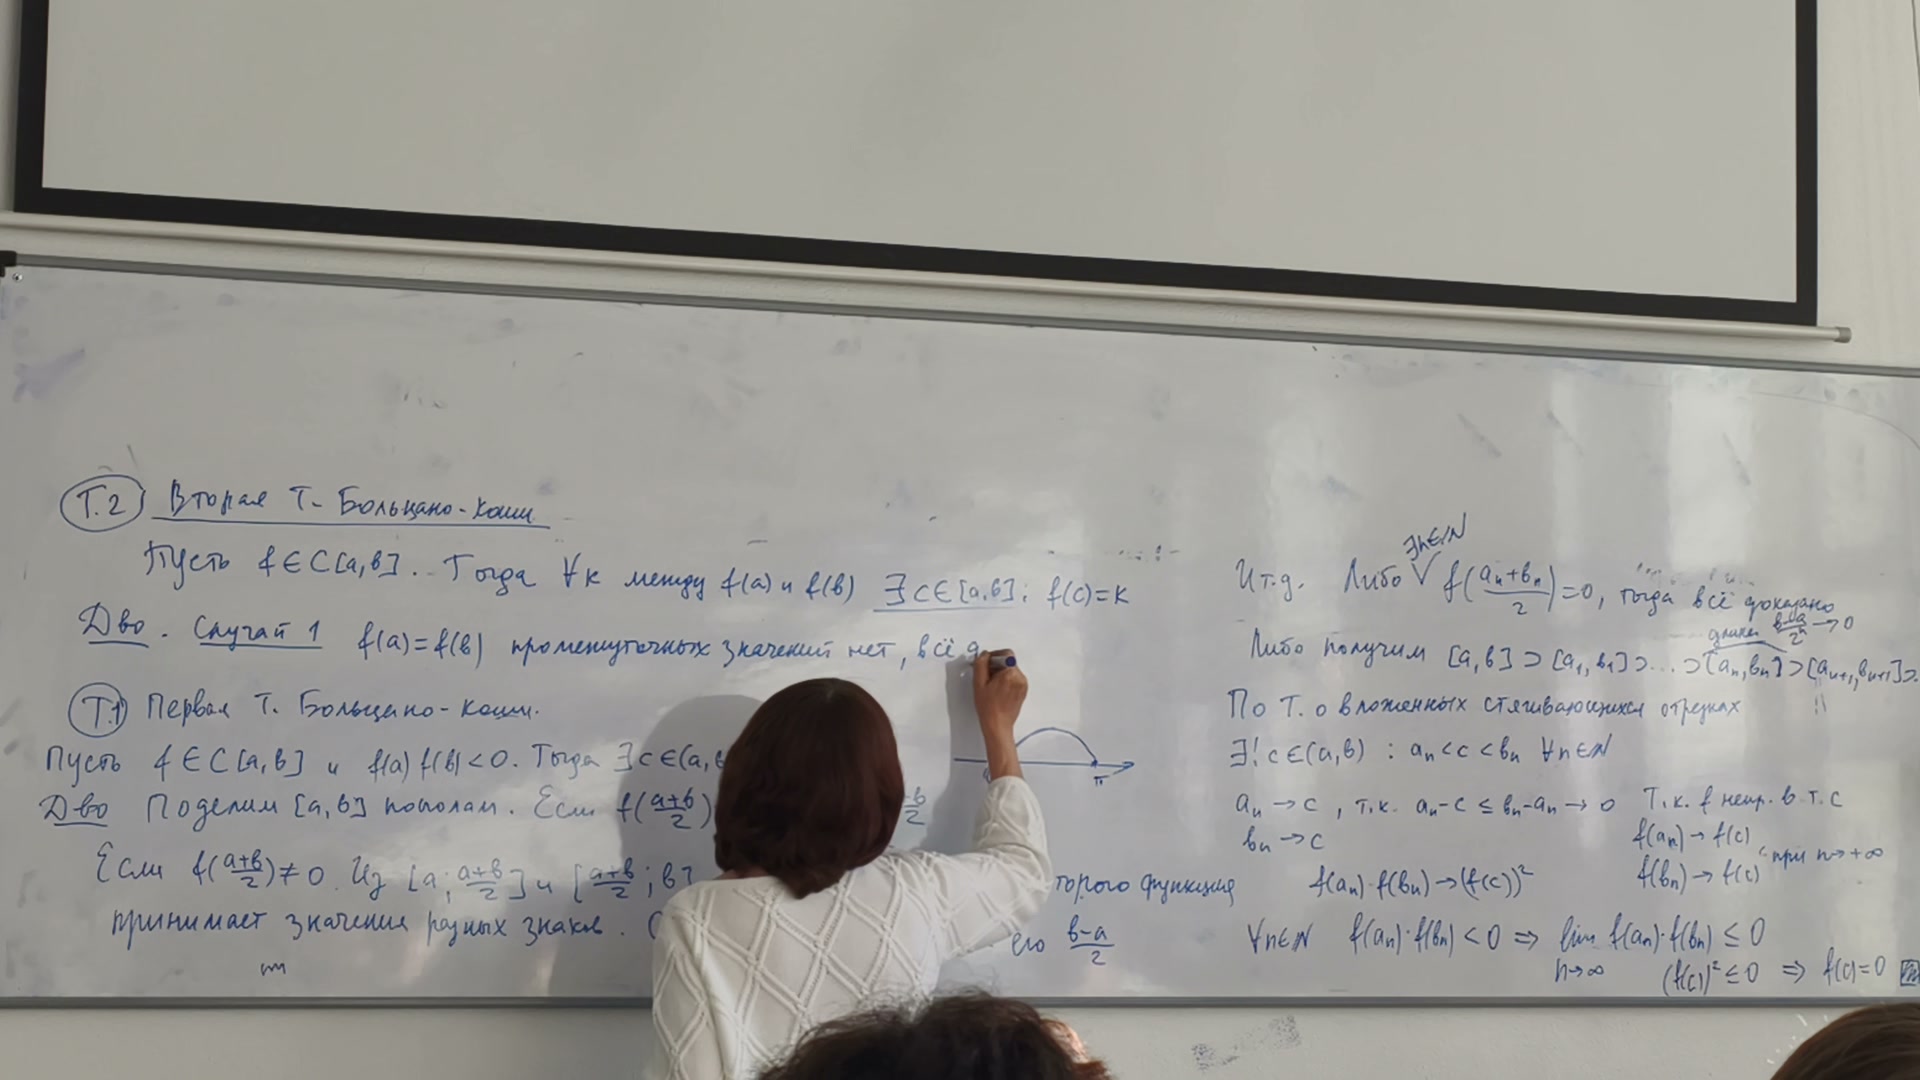 Т.2 Вторая Т- Больцано-Коши
Пусть f∈C[a,b]. Тогда ∀k между f(a) и f(b) ∃c∈[a,b]: f(c)=k
Д-во. Случай 1 f(a)=f(b) промежуточных значений нет, всё
Т.1 Первая Т. Больцано-Коши.
Пусть f∈C[a,b] и f(a)f(b)<0. Тогда ∃c∈(a,
Д-во Поделим [a,b] пополам. Если f((a+b)/2)
Если f((a+b)/2)≠0. Из [a; (a+b)/2] и [(a+b)/2; b] торого функция
принимает значения разных знаков. его (b-a)/2
π
И т.д. Либо ∃n∈N f((aₙ+bₙ)/2)=0, тогда всё доказано
длина (b-a)/2ⁿ → 0
Либо получим [a,b]⊃[a₁,b₁]⊃...⊃[aₙ,bₙ]⊃[aₙ₊₁,bₙ₊₁]⊃
По Т. о вложенных стягивающихся отрезках
∃! c∈(a,b) : aₙ<c<bₙ ∀n∈N
aₙ→c, т.к. aₙ-c ≤ bₙ-aₙ → 0 Т.к. f непр. в т. c
bₙ→c f(aₙ)→f(c)
f(bₙ)→f(c) при n→+∞
f(aₙ)·f(bₙ)→(f(c))²
∀n∈N f(aₙ)·f(bₙ)<0 ⇒ lim n→∞ f(aₙ)·f(bₙ) ≤ 0
(f(c))² ≤ 0 ⇒ f(c)=0